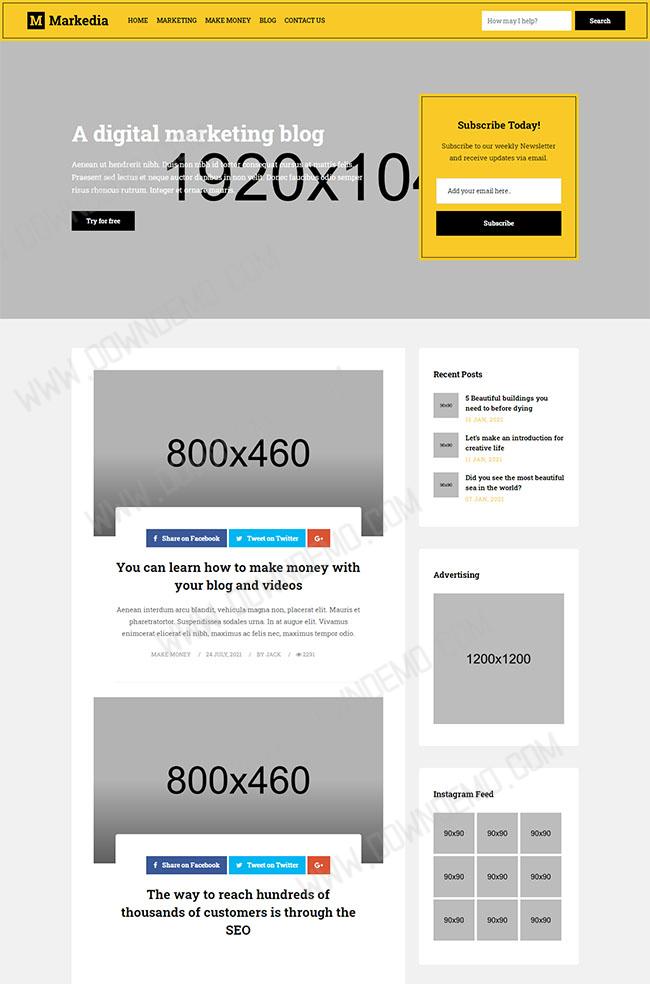 M Markedia
HOME MARKETING MAKE MONEY BLOG CONTACT US
How may I help?
Search
A digital marketing blog
Aenean ut hendrerit nibh. Duis non nibh id tortor consequat cursus at mattis felis.
Praesent sed lectus et neque auctor dapibus in non velit. Donec faucibus odio semper
risus rhoncus rutrum. Integer et ornare mauris.
1920x104
Try for free
Subscribe Today!
Subscribe to our weekly Newsletter
and receive updates via email.
Add your email here..
Subscribe
WWW.DOWNDEMO.COM
800x460
Share on Facebook
Tweet on Twitter
G+
You can learn how to make money with
your blog and videos
Aenean interdum arcu blandit, vehicula magna non, placerat elit. Mauris et
pharetratortor. Suspendissea sodales urna. In at augue elit. Vivamus
enimcerat elicerat eli nibh, maximus ac felis nec, maximus tempor odio.
MAKE MONEY / 24 JULY, 2021 / BY JACK / 2291
WWW.DOWNDEMO.COM
800x460
Share on Facebook
Tweet on Twitter
G+
The way to reach hundreds of
thousands of customers is through the
SEO
Recent Posts
90x90
5 Beautiful buildings you
need to before dying
12 JAN, 2021
90x90
Let's make an introduction for
creative life
11 JAN, 2021
90x90
Did you see the most beautiful
sea in the world?
07 JAN, 2021
Advertising
1200x1200
WWW.DOWNDEMO.COM
Instagram Feed
90x90 90x90 90x90
90x90 90x90 90x90
90x90 90x90 90x90
WWW.DOWNDEMO.COM